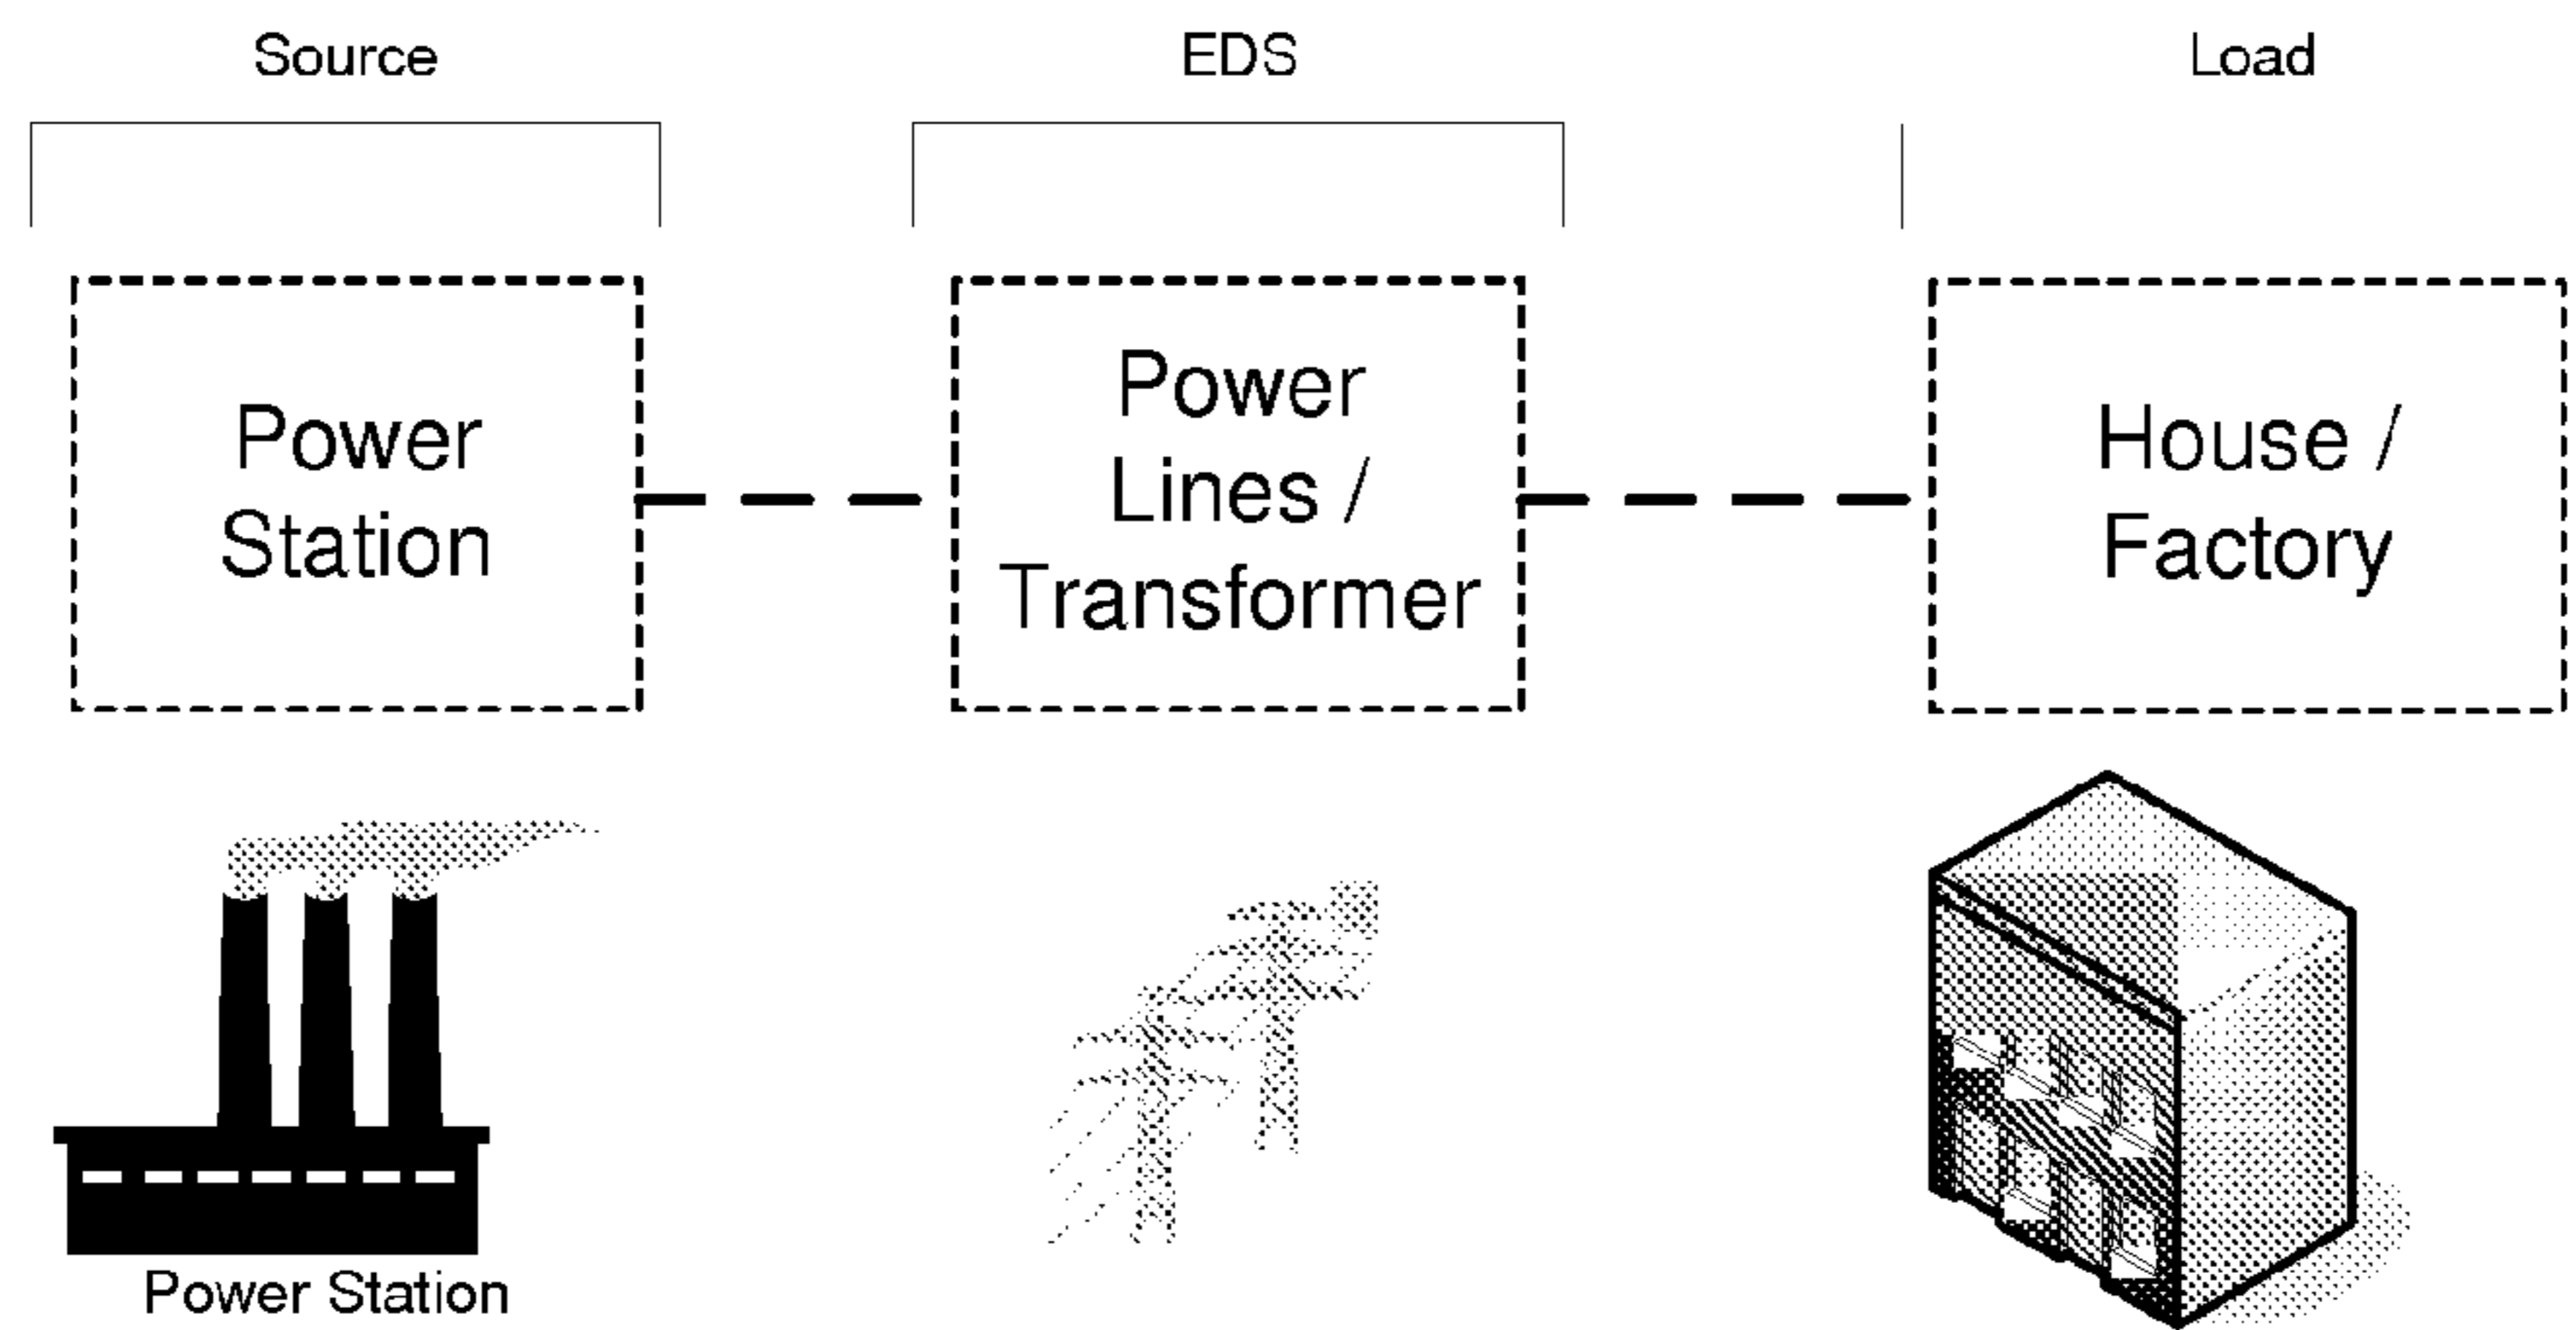 Source
EDS
Load
Power
Station
Power
Lines /
Transformer
House /
Factory
Power Station